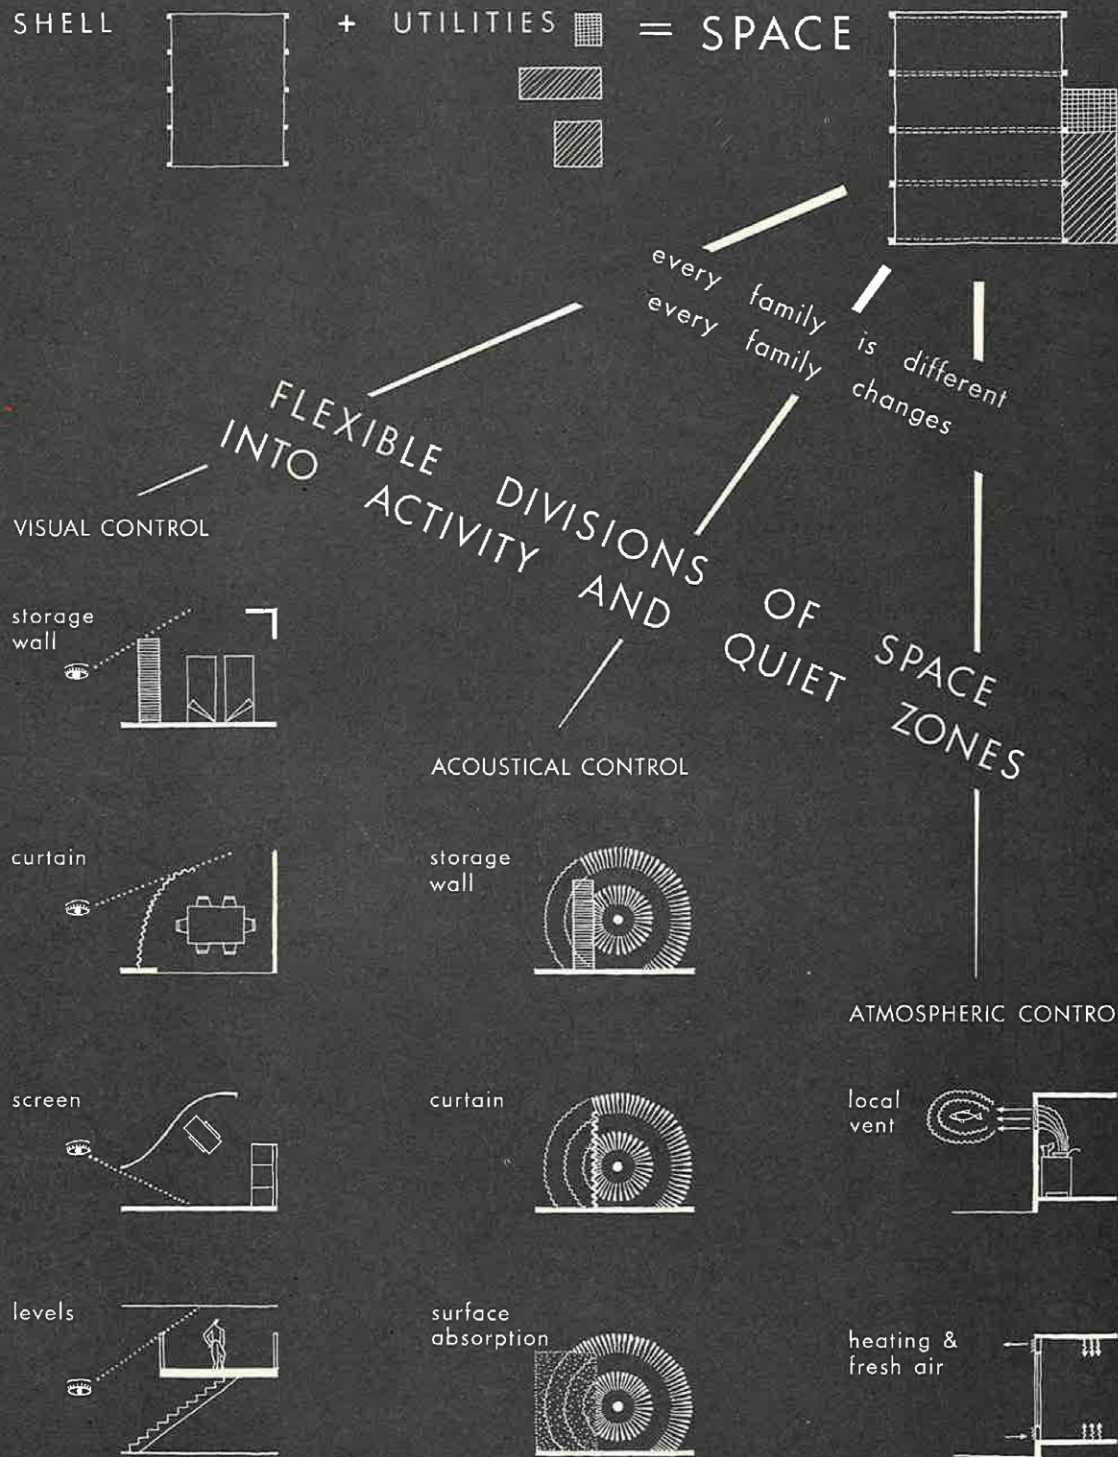 SHELL + UTILITIES = SPACE
every family is different
every family changes
FLEXIBLE DIVISIONS OF SPACE
INTO ACTIVITY AND QUIET ZONES
VISUAL CONTROL
storage
wall
curtain
screen
levels
ACOUSTICAL CONTROL
storage
wall
curtain
surface
absorption
ATMOSPHERIC CONTRO
local
vent
heating &
fresh air